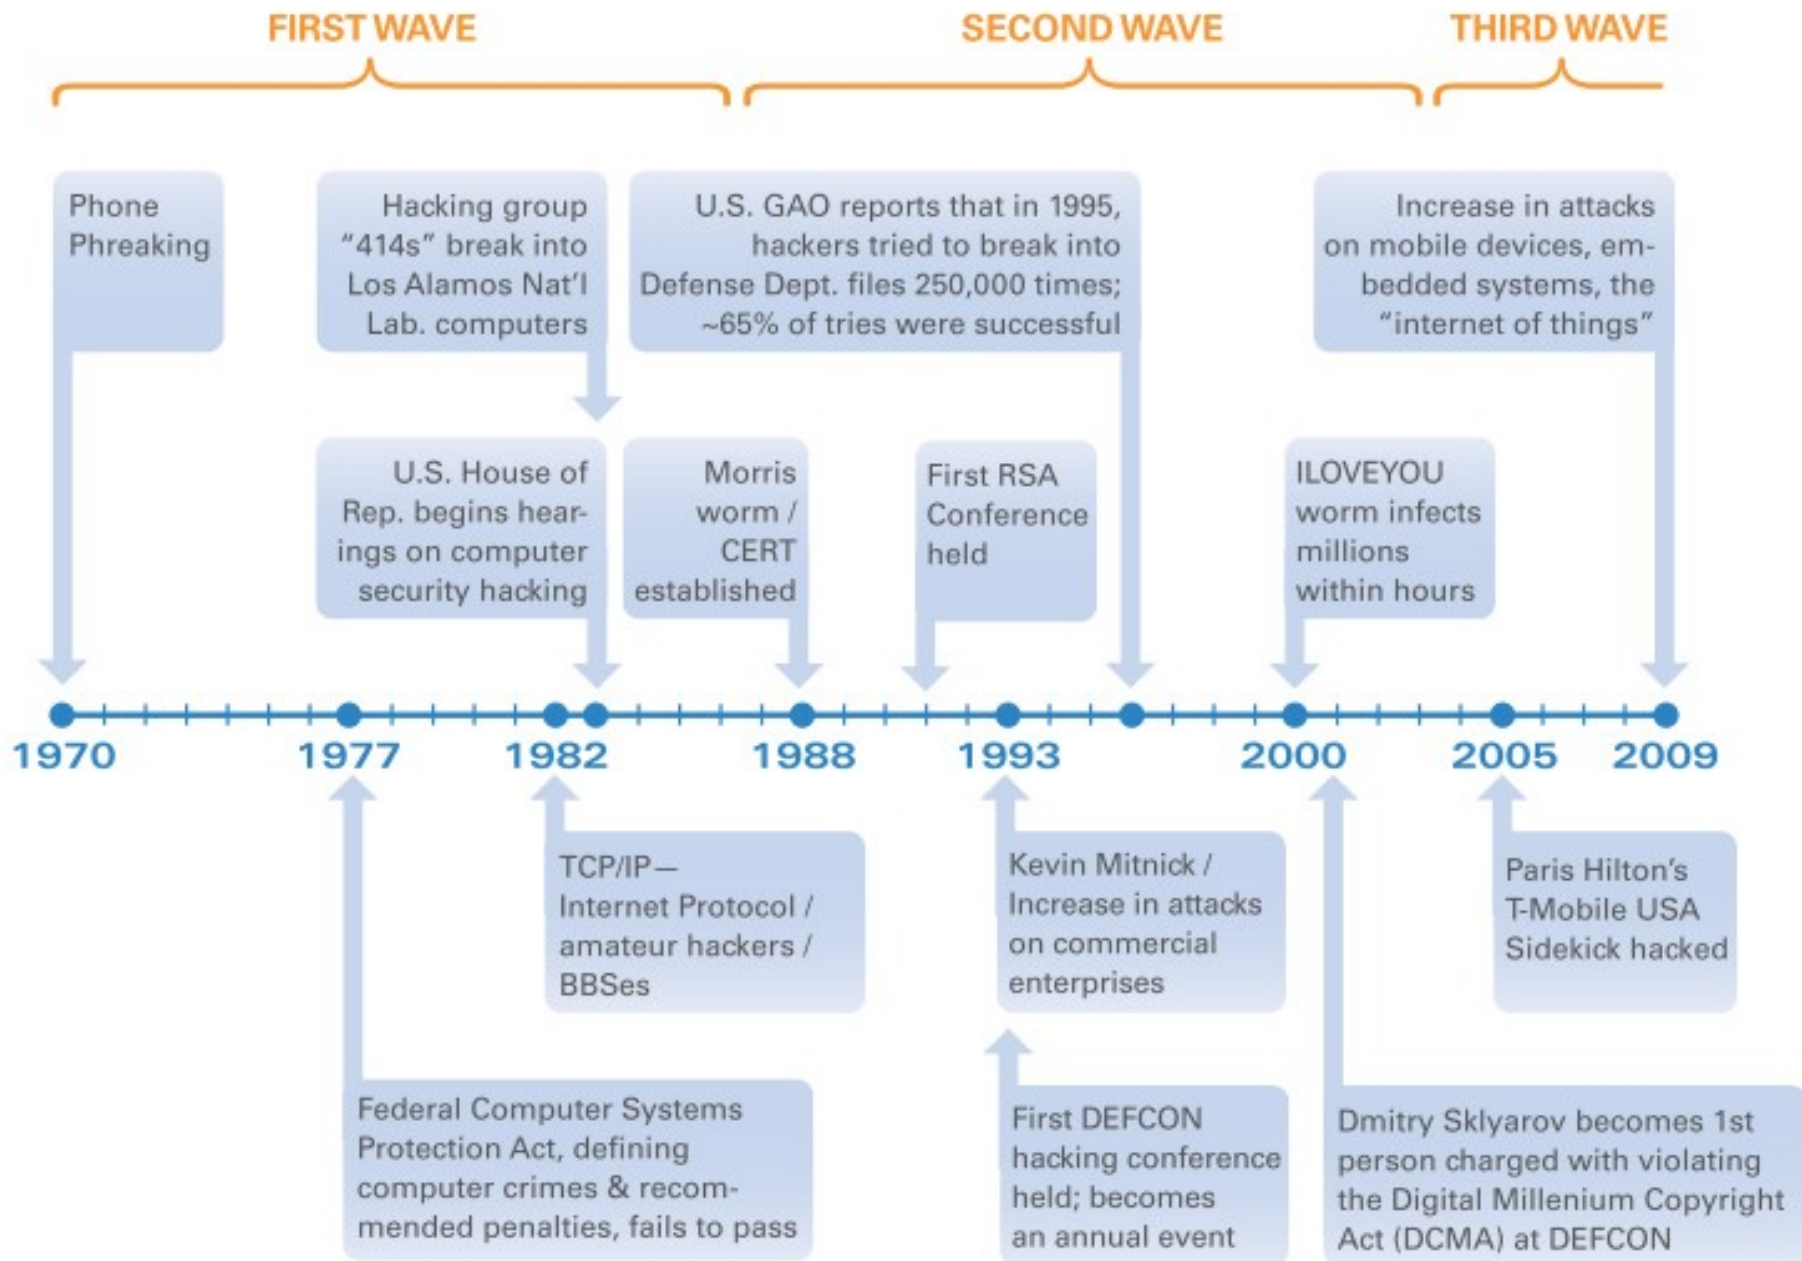 FIRST WAVE
SECOND WAVE
THIRD WAVE
Phone
Phreaking
Hacking group
“414s” break into
Los Alamos Nat’l
Lab. computers
U.S. GAO reports that in 1995,
hackers tried to break into
Defense Dept. files 250,000 times;
~65% of tries were successful
Increase in attacks
on mobile devices, em-
bedded systems, the
“internet of things”
U.S. House of
Rep. begins hear-
ings on computer
security hacking
Morris
worm /
CERT
established
First RSA
Conference
held
ILOVEYOU
worm infects
millions
within hours
1970
1977
1982
1988
1993
2000
2005
2009
TCP/IP—
Internet Protocol /
amateur hackers /
BBSes
Kevin Mitnick /
Increase in attacks
on commercial
enterprises
Paris Hilton’s
T-Mobile USA
Sidekick hacked
Federal Computer Systems
Protection Act, defining
computer crimes & recom-
mended penalties, fails to pass
First DEFCON
hacking conference
held; becomes
an annual event
Dmitry Sklyarov becomes 1st
person charged with violating
the Digital Millenium Copyright
Act (DCMA) at DEFCON